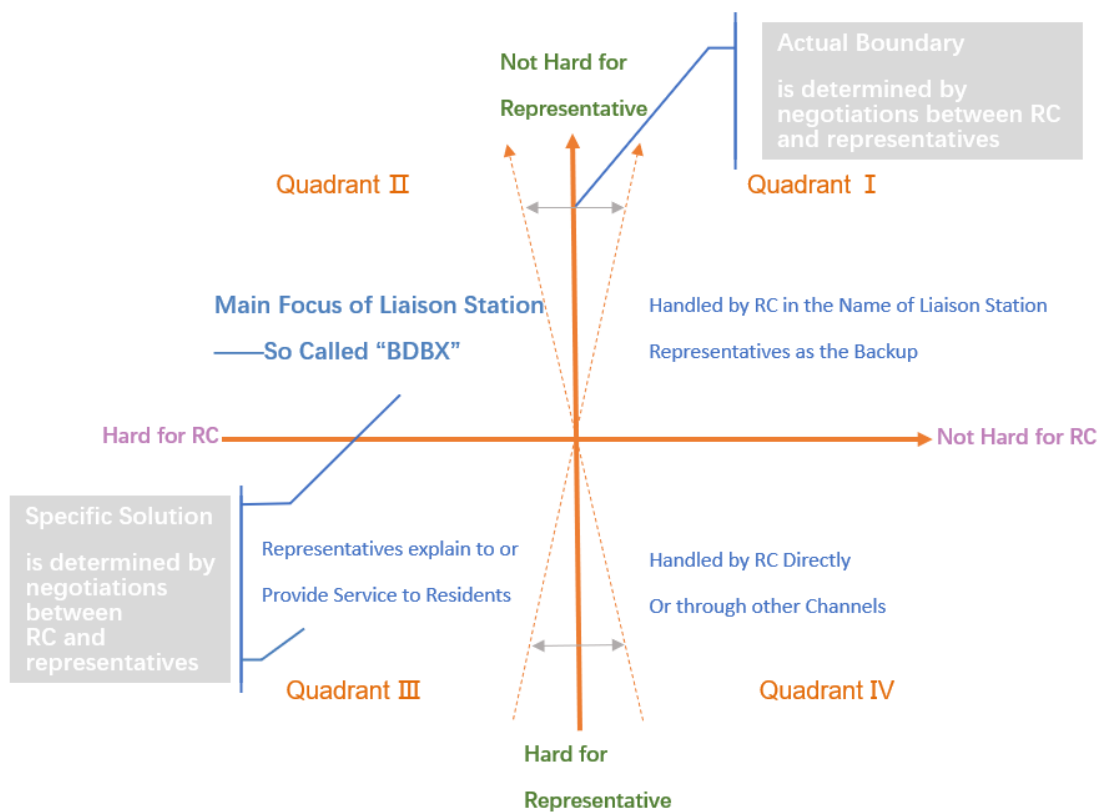 Actual Boundary
is determined by
negotiations between RC
and representatives
Not Hard for
Representative
Quadrant Ⅱ
Quadrant Ⅰ
Main Focus of Liaison Station
——So Called “BDBX”
Handled by RC in the Name of Liaison Station
Representatives as the Backup
Hard for RC
Not Hard for RC
Specific Solution
is determined by
negotiations
between
RC and
representatives
Representatives explain to or
Provide Service to Residents
Handled by RC Directly
Or through other Channels
Quadrant Ⅲ
Quadrant Ⅳ
Hard for
Representative